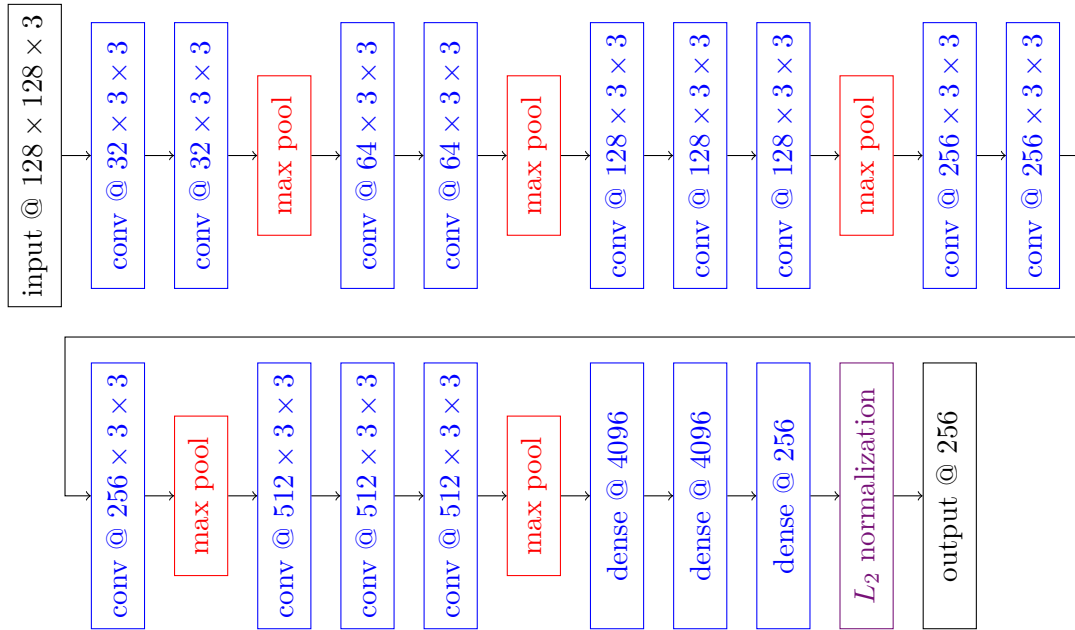 input @ 128 × 128 × 3
conv @ 32 × 3 × 3
conv @ 32 × 3 × 3
max pool
conv @ 64 × 3 × 3
conv @ 64 × 3 × 3
max pool
conv @ 128 × 3 × 3
conv @ 128 × 3 × 3
conv @ 128 × 3 × 3
max pool
conv @ 256 × 3 × 3
conv @ 256 × 3 × 3
conv @ 256 × 3 × 3
max pool
conv @ 512 × 3 × 3
conv @ 512 × 3 × 3
conv @ 512 × 3 × 3
max pool
dense @ 4096
dense @ 4096
dense @ 256
L₂ normalization
output @ 256